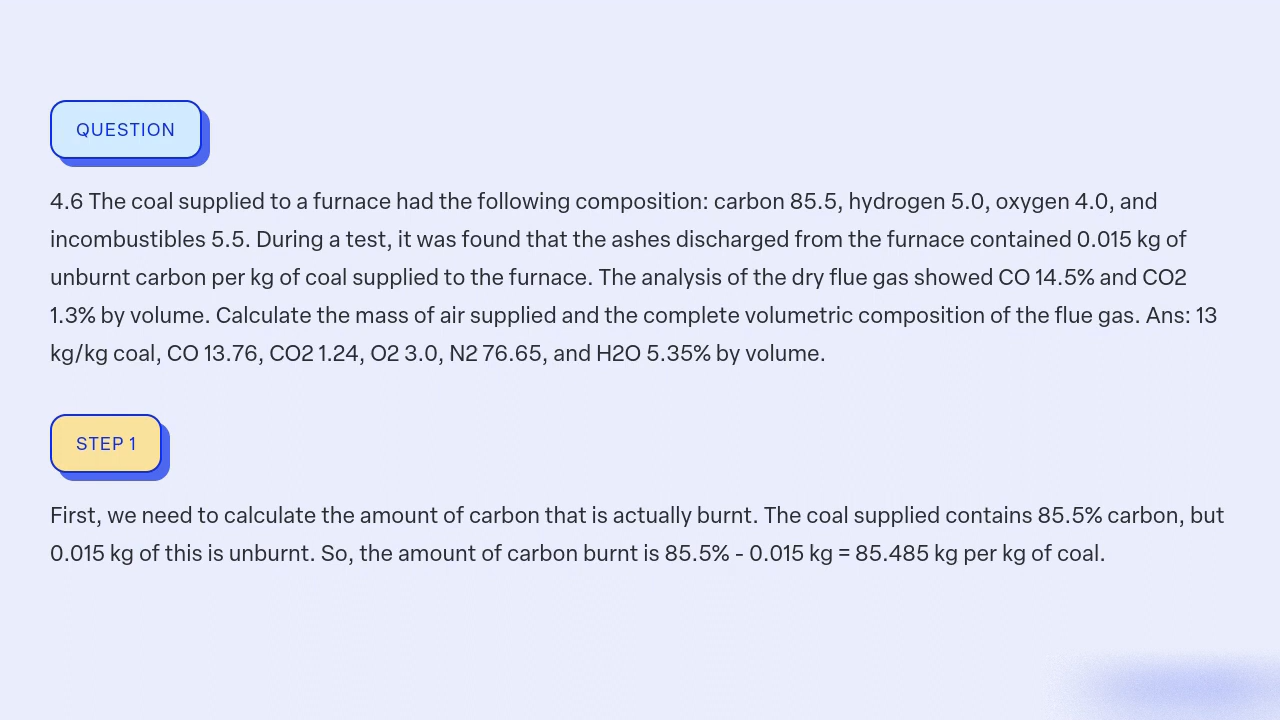 QUESTION
4.6 The coal supplied to a furnace had the following composition: carbon 85.5, hydrogen 5.0, oxygen 4.0, and
incombustibles 5.5. During a test, it was found that the ashes discharged from the furnace contained 0.015 kg of
unburnt carbon per kg of coal supplied to the furnace. The analysis of the dry flue gas showed CO 14.5% and CO2
1.3% by volume. Calculate the mass of air supplied and the complete volumetric composition of the flue gas. Ans: 13
kg/kg coal, CO 13.76, CO2 1.24, O2 3.0, N2 76.65, and H2O 5.35% by volume.
STEP 1
First, we need to calculate the amount of carbon that is actually burnt. The coal supplied contains 85.5% carbon, but
0.015 kg of this is unburnt. So, the amount of carbon burnt is 85.5% - 0.015 kg = 85.485 kg per kg of coal.